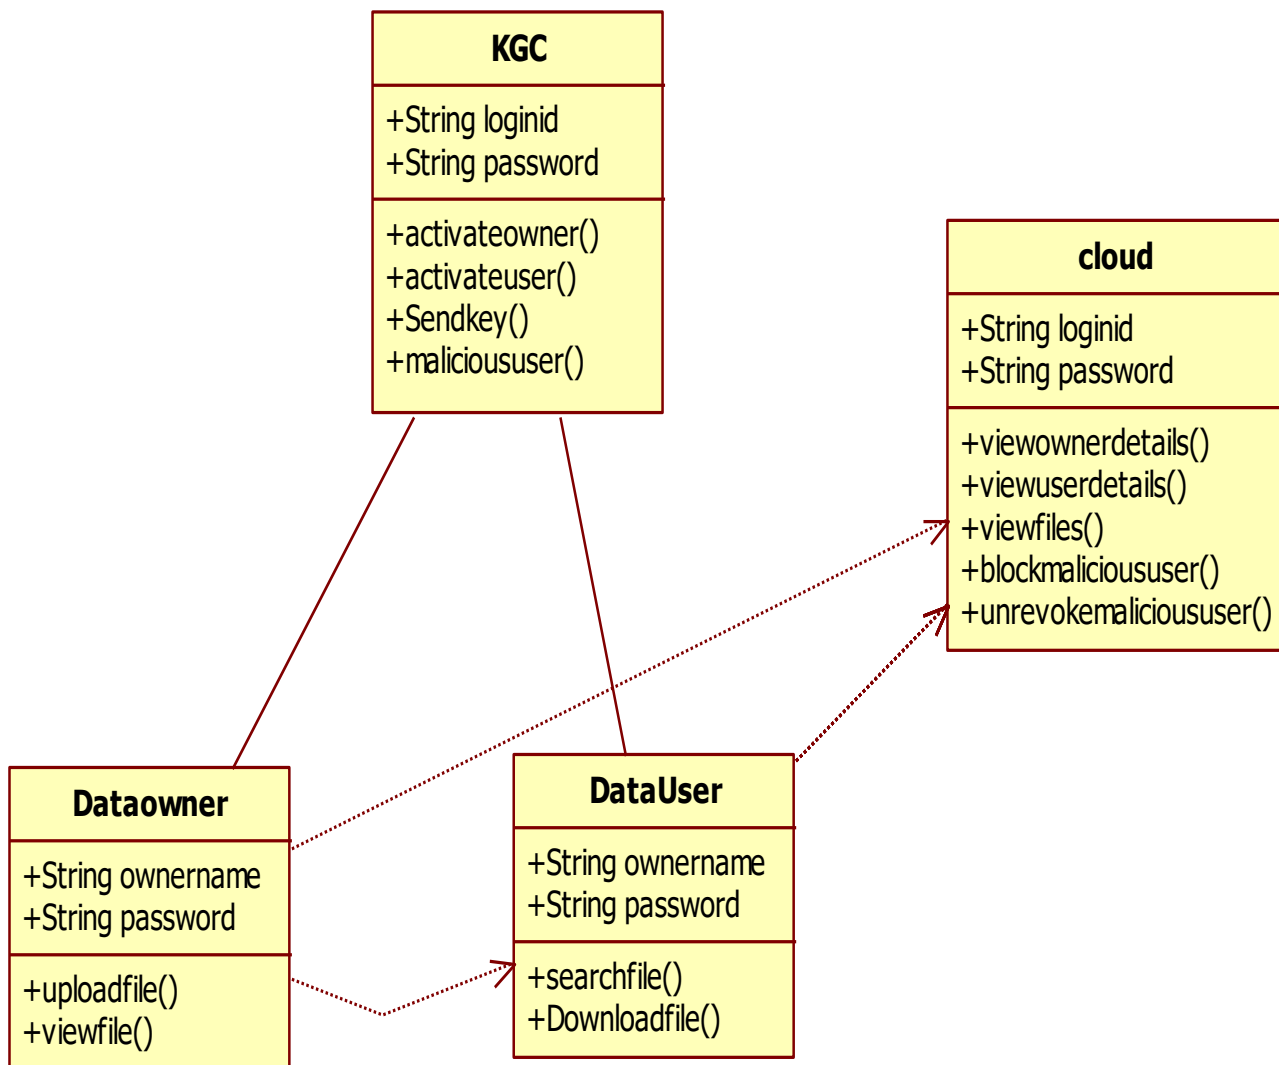 KGC
+String loginid
+String password
+activateowner()
+activateuser()
+Sendkey()
+malicioususer()
cloud
+String loginid
+String password
+viewownerdetails()
+viewuserdetails()
+viewfiles()
+blockmalicioususer()
+unrevokemalicioususer()
Dataowner
+String ownername
+String password
+uploadfile()
+viewfile()
DataUser
+String ownername
+String password
+searchfile()
+Downloadfile()